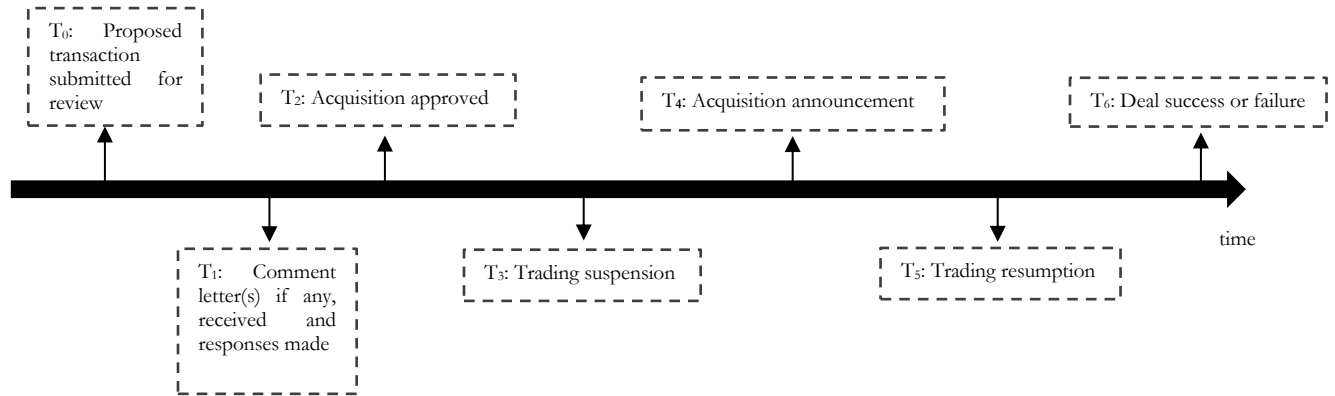 T₀: Proposed
transaction
submitted for
review
T₂: Acquisition approved
T₄: Acquisition announcement
T₆: Deal success or failure
time
T₁: Comment
letter(s) if any,
received and
responses made
T₃: Trading suspension
T₅: Trading resumption